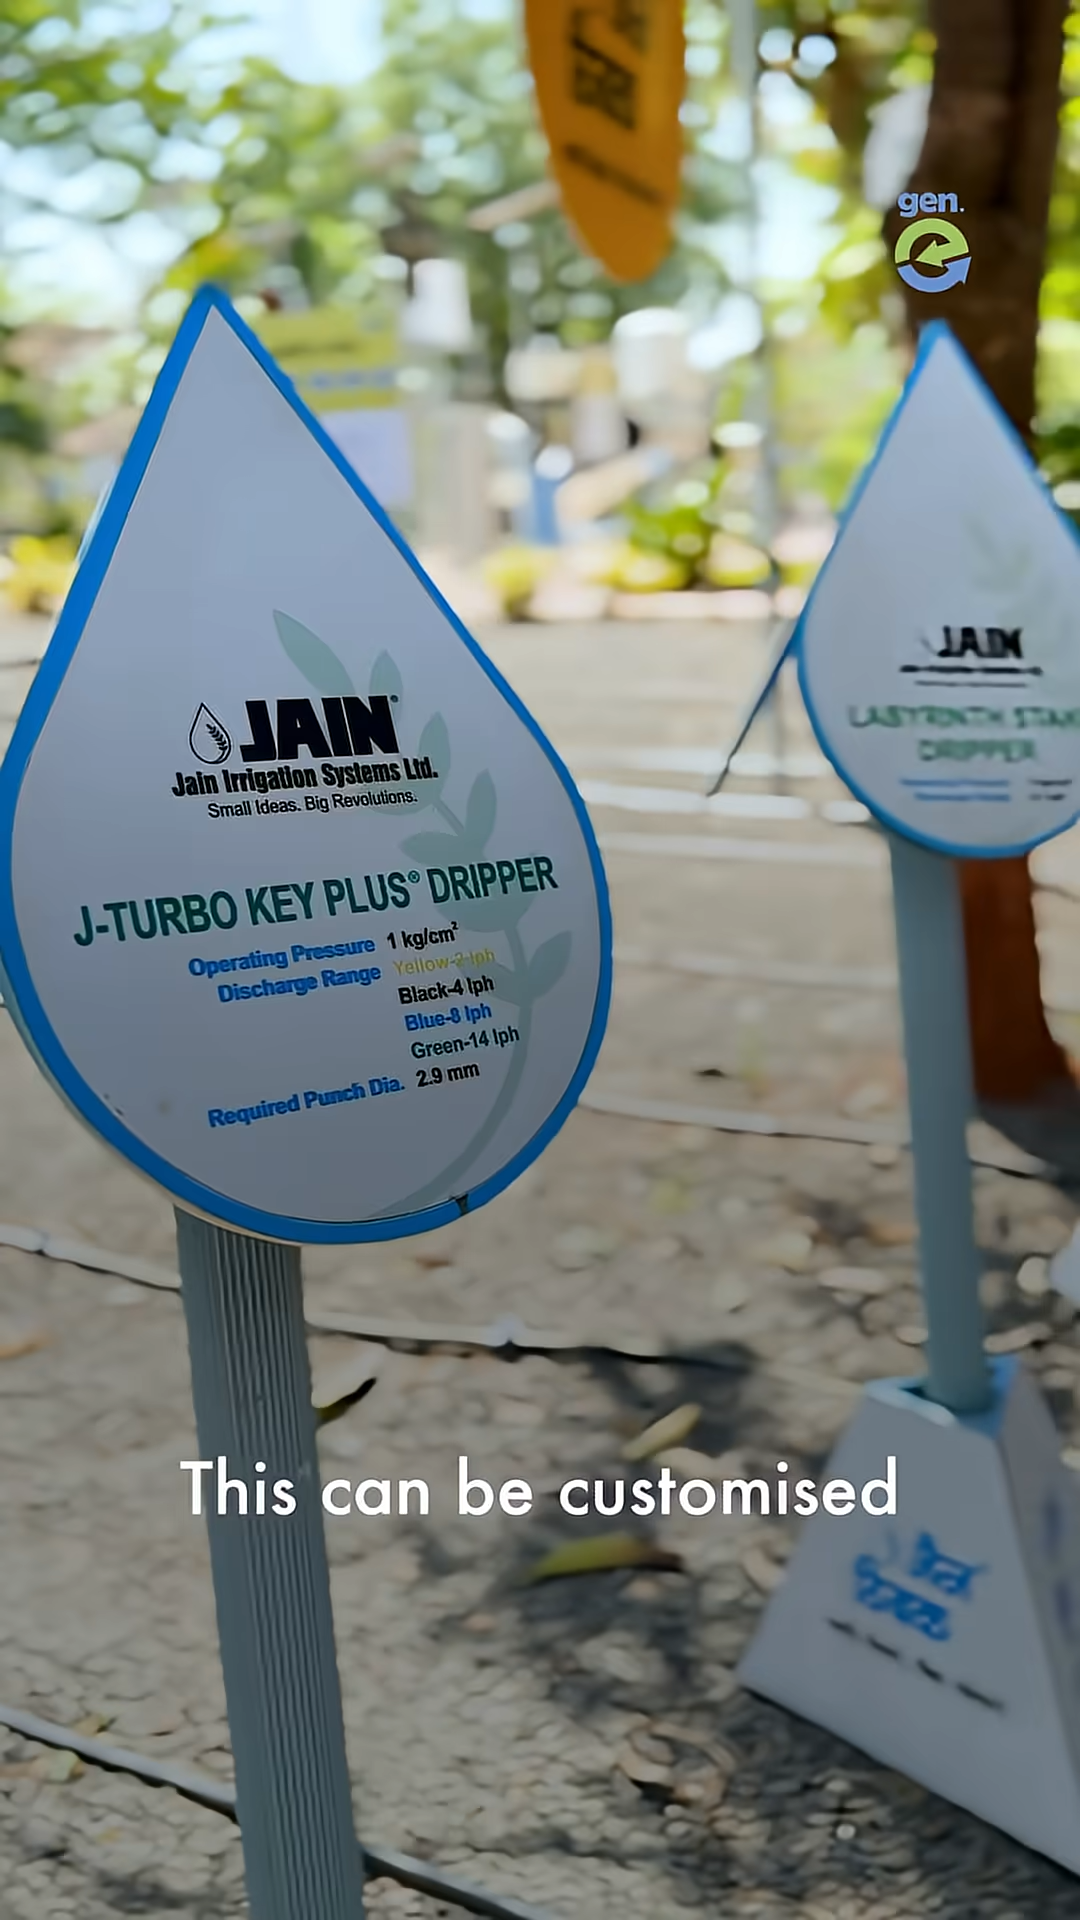 gen.
JAIN®
Jain Irrigation Systems Ltd.
Small Ideas. Big Revolutions.
J-TURBO KEY PLUS® DRIPPER
Operating Pressure 1 kg/cm²
Discharge Range Yellow-2 lph
Black-4 lph
Blue-8 lph
Green-14 lph
Required Punch Dia. 2.9 mm
JAIN
LABYRINTH
DRIPPER
This can be customised